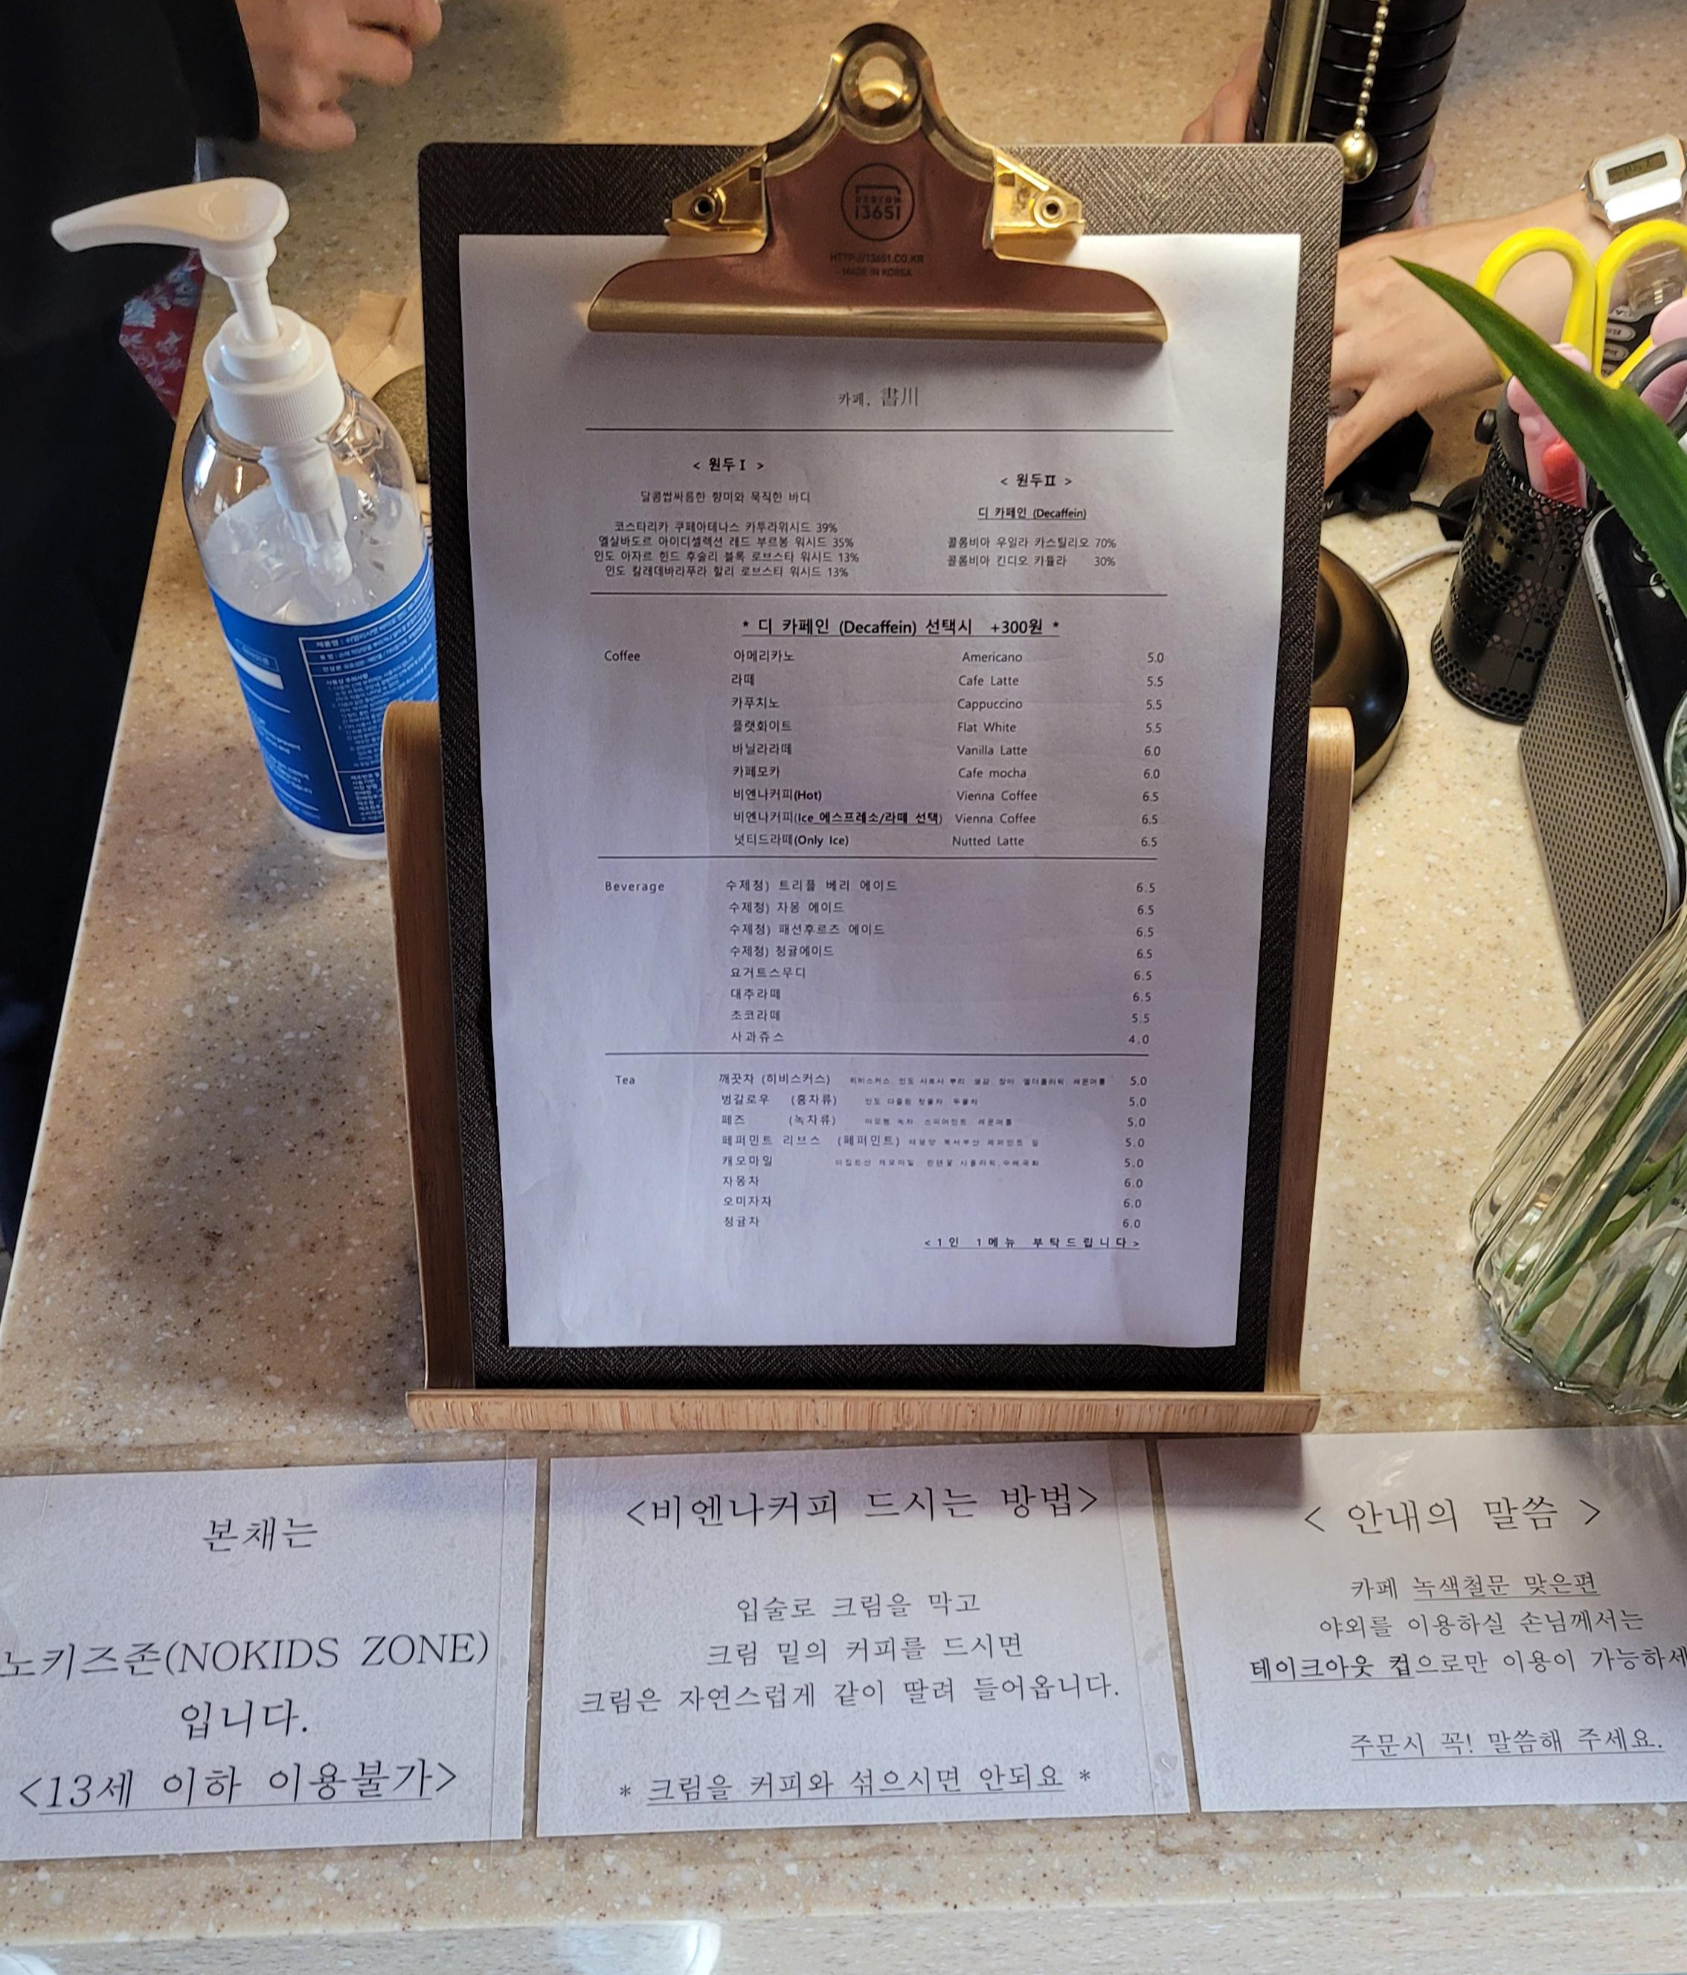 DESIGN
i3651
HTTP://I3651.CO.KR
MADE IN KOREA
카페, 書川
< 원두Ⅰ >
달콤쌉싸름한 향미와 묵직한 바디
코스타리카 쿠페아테나스 카투라워시드 39%
엘살바도르 아이디셀렉션 레드 부르봉 워시드 35%
인도 아자르 힌드 후술리 블록 로브스타 워시드 13%
인도 칼레데바라푸라 할리 로브스티 워시드 13%
< 원두Ⅱ >
디 카페인 (Decaffein)
콜롬비아 우일라 카스틸리오 70%
콜롬비아 킨디오 카듈라 30%
* 디 카페인 (Decaffein) 선택시 +300원 *
Coffee 아메리카노 Americano 5.0
라떼 Cafe Latte 5.5
카푸치노 Cappuccino 5.5
플랫화이트 Flat White 5.5
바닐라라떼 Vanilla Latte 6.0
카페모카 Cafe mocha 6.0
비엔나커피(Hot) Vienna Coffee 6.5
비엔나커피(Ice 에스프레소/라떼 선택) Vienna Coffee 6.5
넛티드라떼(Only Ice) Nutted Latte 6.5
Beverage 수제청) 트리플 베리 에이드 6.5
수제청) 자몽 에이드 6.5
수제청) 패션후르츠 에이드 6.5
수제청) 청귤에이드 6.5
요거트스무디 6.5
대추라떼 6.5
초코라떼 5.5
사과쥬스 4.0
Tea 깨끗차 (히비스커스) 5.0
벙갈로우 (홍차류) 5.0
페즈 (녹차류) 5.0
페퍼민트 리브스 (페퍼민트) 5.0
캐모마일 5.0
자몽차 6.0
오미자차 6.0
청귤차 6.0
<1인 1메뉴 부탁드립니다>
본채는
노키즈존(NOKIDS ZONE)
입니다.
<13세 이하 이용불가>
<비엔나커피 드시는 방법>
입술로 크림을 막고
크림 밑의 커피를 드시면
크림은 자연스럽게 같이 딸려 들어옵니다.
* 크림을 커피와 섞으시면 안되요 *
< 안내의 말씀 >
카페 녹색철문 맞은편
야외를 이용하실 손님께서는
테이크아웃 컵으로만 이용이 가능하세
주문시 꼭! 말씀해 주세요.